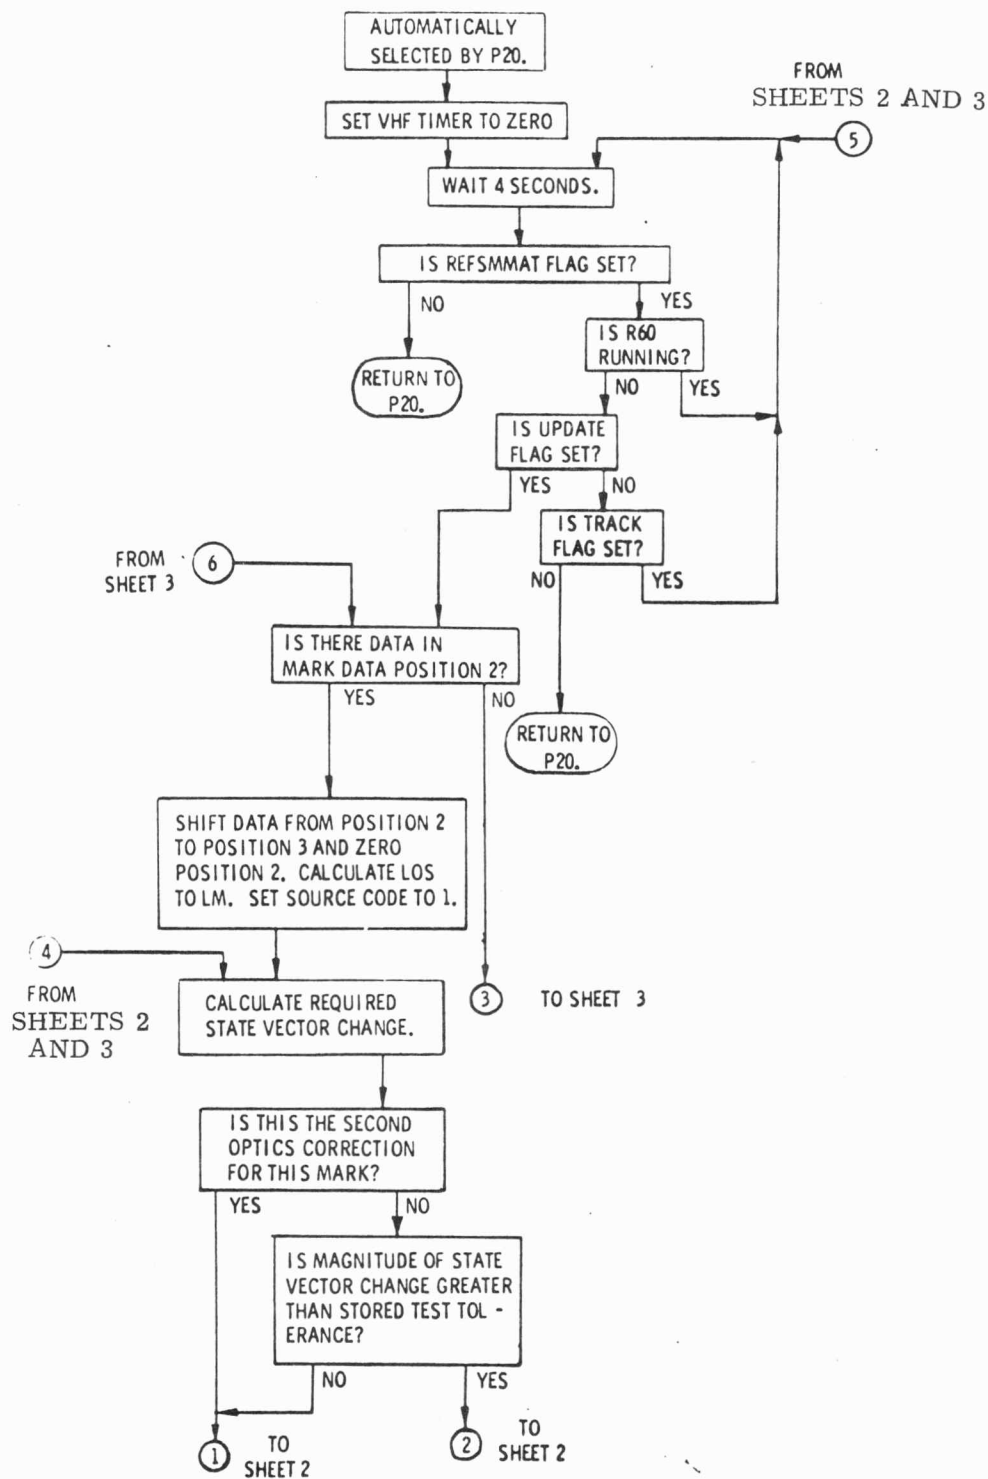 AUTOMATICALLY
SELECTED BY P20.
FROM
SHEETS 2 AND 3
SET VHF TIMER TO ZERO
5
WAIT 4 SECONDS.
IS REFSMMAT FLAG SET?
NO
YES
IS R60
RUNNING?
RETURN TO
P20.
NO
YES
IS UPDATE
FLAG SET?
YES
NO
IS TRACK
FLAG SET?
FROM
SHEET 3
6
NO
YES
IS THERE DATA IN
MARK DATA POSITION 2?
YES
NO
RETURN TO
P20.
SHIFT DATA FROM POSITION 2
TO POSITION 3 AND ZERO
POSITION 2. CALCULATE LOS
TO LM. SET SOURCE CODE TO 1.
4
FROM
SHEETS 2
AND 3
CALCULATE REQUIRED
STATE VECTOR CHANGE.
3
TO SHEET 3
IS THIS THE SECOND
OPTICS CORRECTION
FOR THIS MARK?
YES
NO
IS MAGNITUDE OF STATE
VECTOR CHANGE GREATER
THAN STORED TEST TOL -
ERANCE?
NO
YES
1
TO
SHEET 2
2
TO
SHEET 2